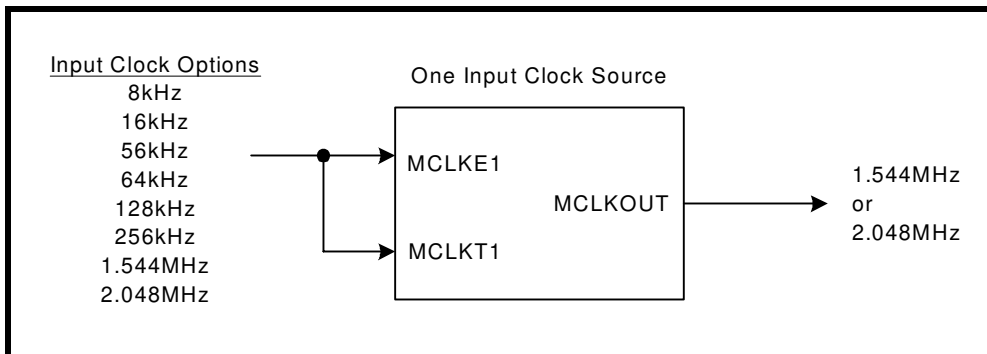 Input Clock Options
8kHz
16kHz
56kHz
64kHz
128kHz
256kHz
1.544MHz
2.048MHz
One Input Clock Source
MCLKE1
MCLKT1
MCLKOUT
1.544MHz
or
2.048MHz